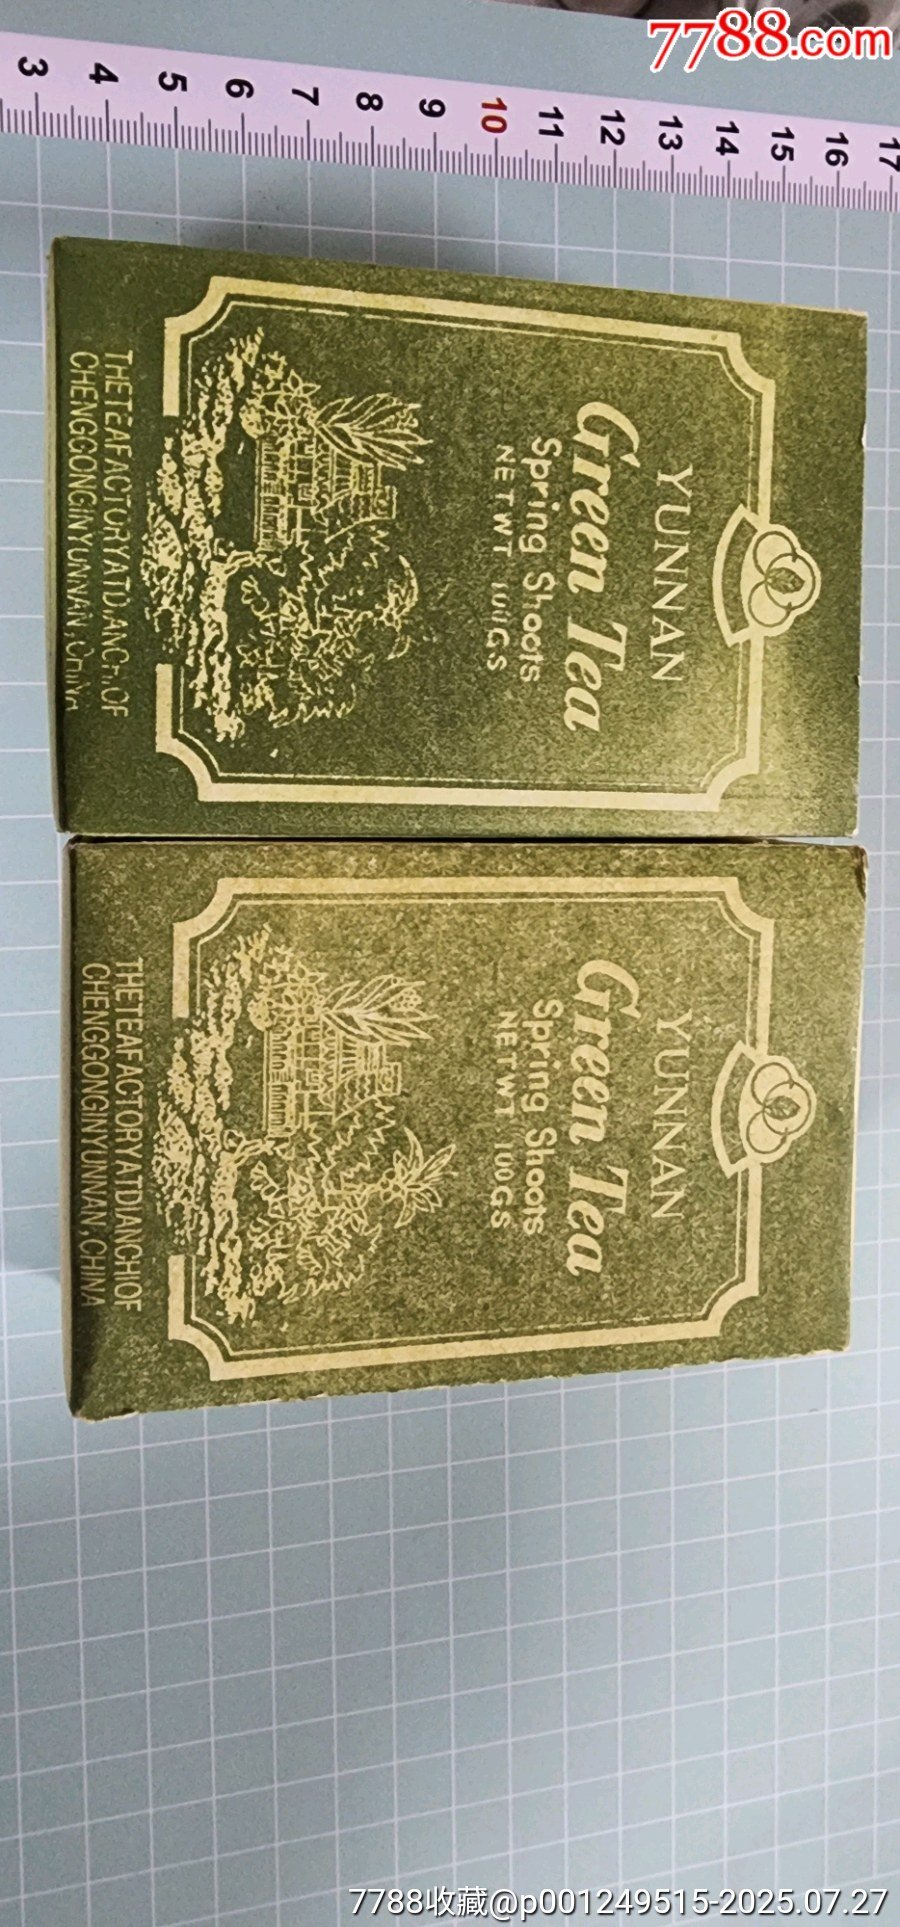 7788.com
3 4 5 6 7 8 9 10 11 12 13 14 15 16 17
YUNNAN
Green Tea
Spring Shoots
NETWT 100GS
THETEAFACTORYATDIANCH.OF
CHENGGONGINYUNNAN,CHINA
YUNNAN
Green Tea
Spring Shoots
NETWT 100GS
THETEAFACTORYATDIANCHIOF
CHENGGONGINYUNNAN,CHINA
7788收藏@p001249515-2025.07.27